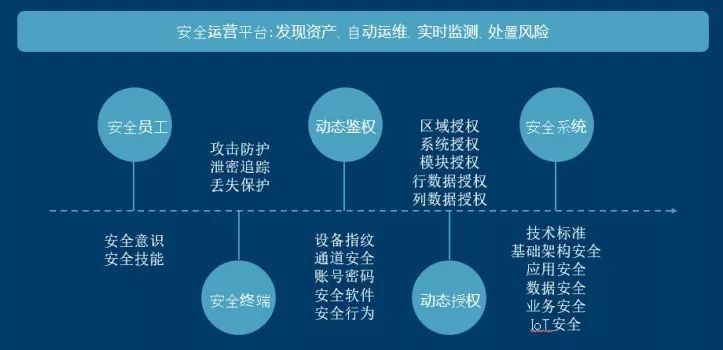 安全运营平台：发现资产、自动运维、实时监测、处置风险
安全员工
安全意识
安全技能
攻击防护
泄密追踪
丢失保护
安全终端
动态鉴权
设备指纹
通道安全
账号密码
安全软件
安全行为
区域授权
系统授权
模块授权
行数据授权
列数据授权
动态授权
安全系统
技术标准
基础架构安全
应用安全
数据安全
业务安全
IoT安全